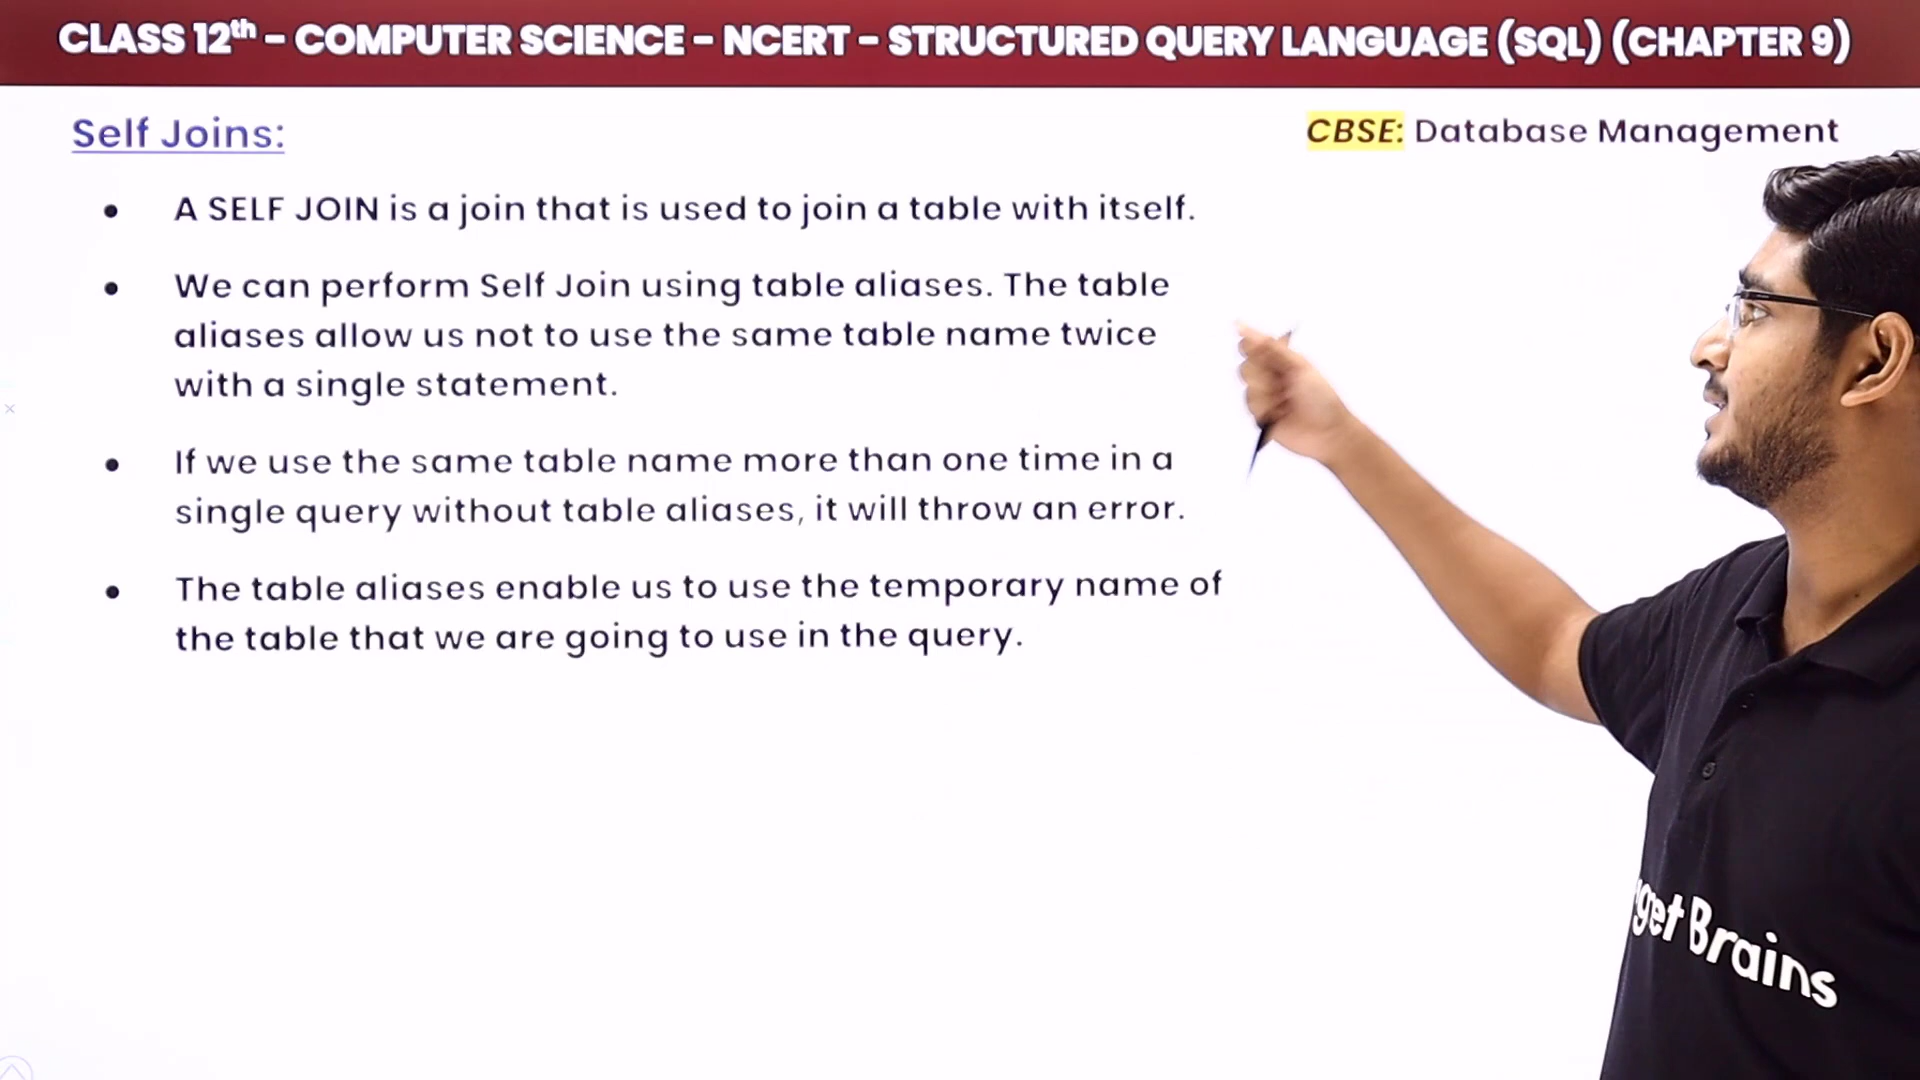 CLASS 12th - COMPUTER SCIENCE - NCERT - STRUCTURED QUERY LANGUAGE (SQL) (CHAPTER 9)
Self Joins:
CBSE: Database Management
• A SELF JOIN is a join that is used to join a table with itself.
• We can perform Self Join using table aliases. The table
aliases allow us not to use the same table name twice
with a single statement.
• If we use the same table name more than one time in a
single query without table aliases, it will throw an error.
• The table aliases enable us to use the temporary name of
the table that we are going to use in the query.
get Brains